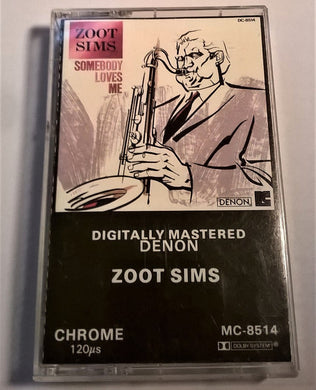 DC-8514
ZOOT
SIMS
SOMEBODY
LOVES
ME
DENON
DIGITALLY MASTERED
DENON
ZOOT SIMS
CHROME
120μs
MC-8514
DOLBY SYSTEM